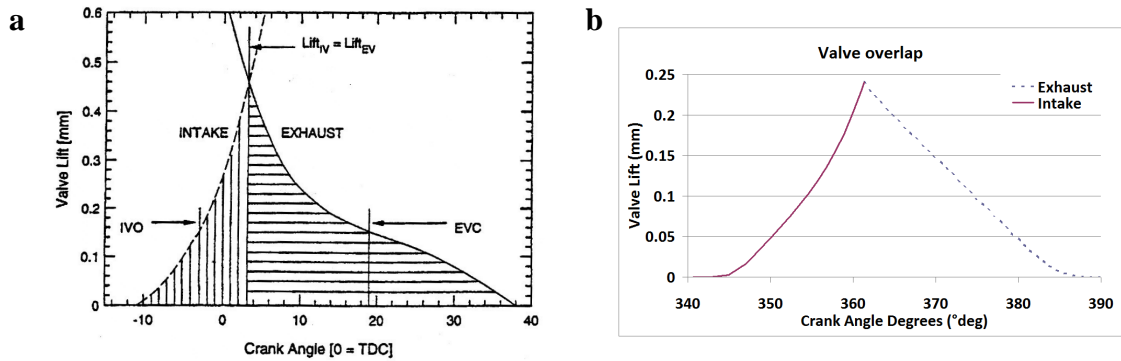 a
0.6
0.5
0.4
0.3
0.2
0.1
0
Valve Lift [mm]
Lift_IV = Lift_EV
INTAKE
EXHAUST
IVO
EVC
-10
0
10
20
30
40
Crank Angle [0 = TDC]
b
Valve overlap
0.25
0.2
0.15
0.1
0.05
0
Valve Lift (mm)
Exhaust
Intake
340
350
360
370
380
390
Crank Angle Degrees (°deg)